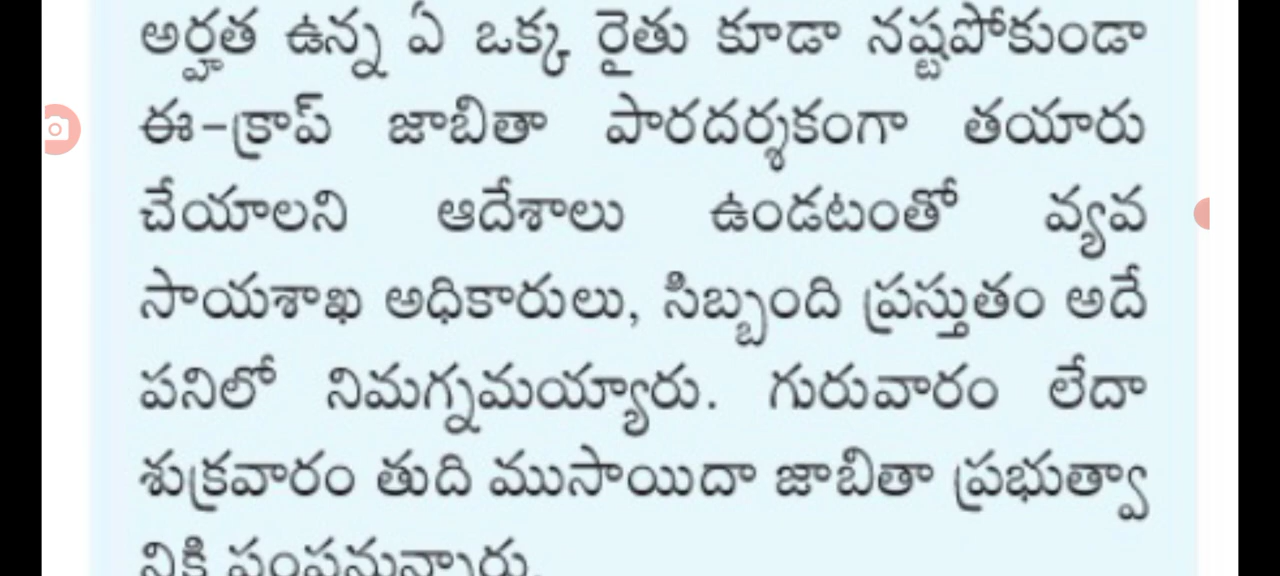 అర్హత ఉన్న ఏ ఒక్క రైతు కూడా నష్టపోకుండా
ఈ-క్రాప్ జాబితా పారదర్శకంగా తయారు
చేయాలని ఆదేశాలు ఉండటంతో వ్యవ
సాయశాఖ అధికారులు, సిబ్బంది ప్రస్తుతం అదే
పనిలో నిమగ్నమయ్యారు. గురువారం లేదా
శుక్రవారం తుది ముసాయిదా జాబితా ప్రభుత్వా
నికి పంపనున్నారు.